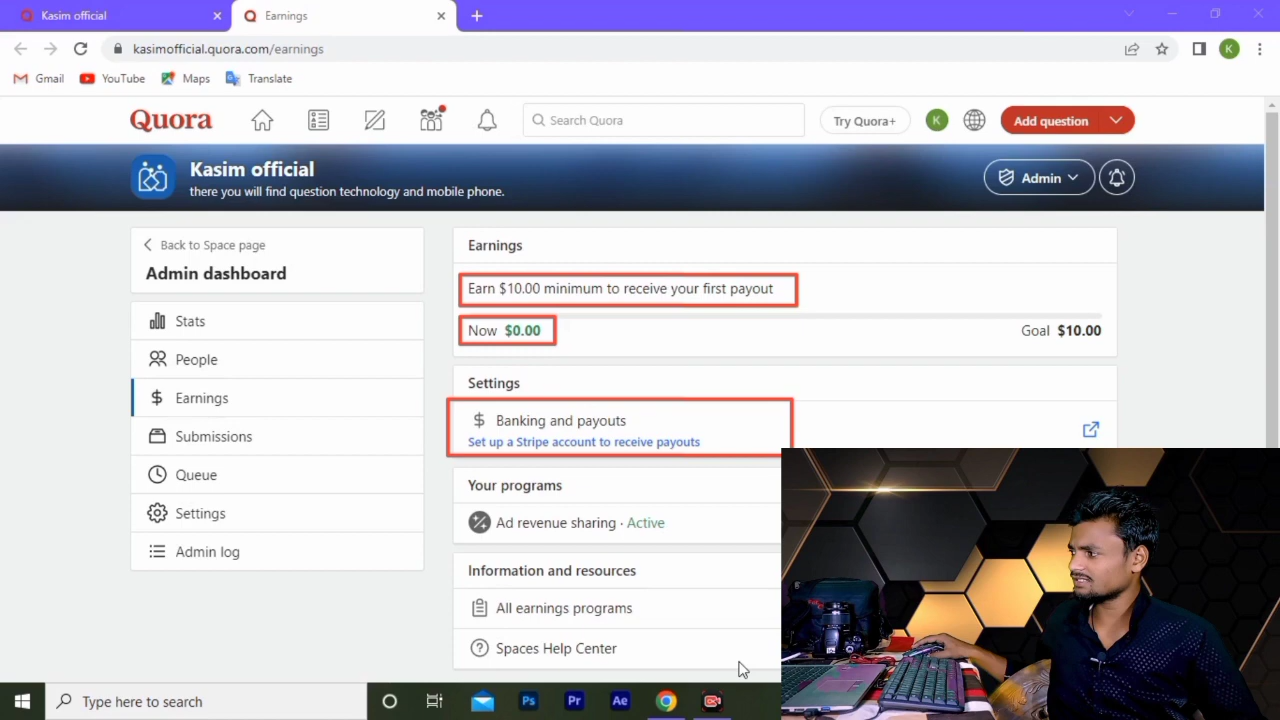 Kasim official
Earnings
kasimofficial.quora.com/earnings
K
Gmail
YouTube
Maps
Translate
Quora
Search Quora
Try Quora+
K
Add question
Kasim official
there you will find question technology and mobile phone.
Admin
Back to Space page
Admin dashboard
Stats
People
Earnings
Submissions
Queue
Settings
Admin log
Earnings
Earn $10.00 minimum to receive your first payout
Now $0.00
Goal $10.00
Settings
Banking and payouts
Set up a Stripe account to receive payouts
Your programs
Ad revenue sharing · Active
Information and resources
All earnings programs
Spaces Help Center
Type here to search
Ps
Pr
Ae